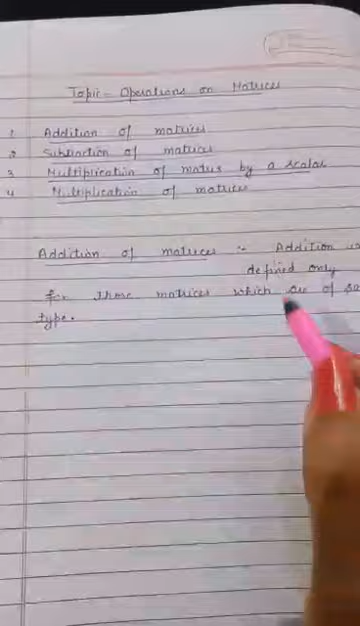 Topic - Operations on Matrices
1 Addition of matrices
2 Subtraction of matrices
3 Multiplication of matrix by a scalar
4 Multiplication of matrices
Addition of matrices :- Addition is
defined only
for those matrices which are of sa
type.